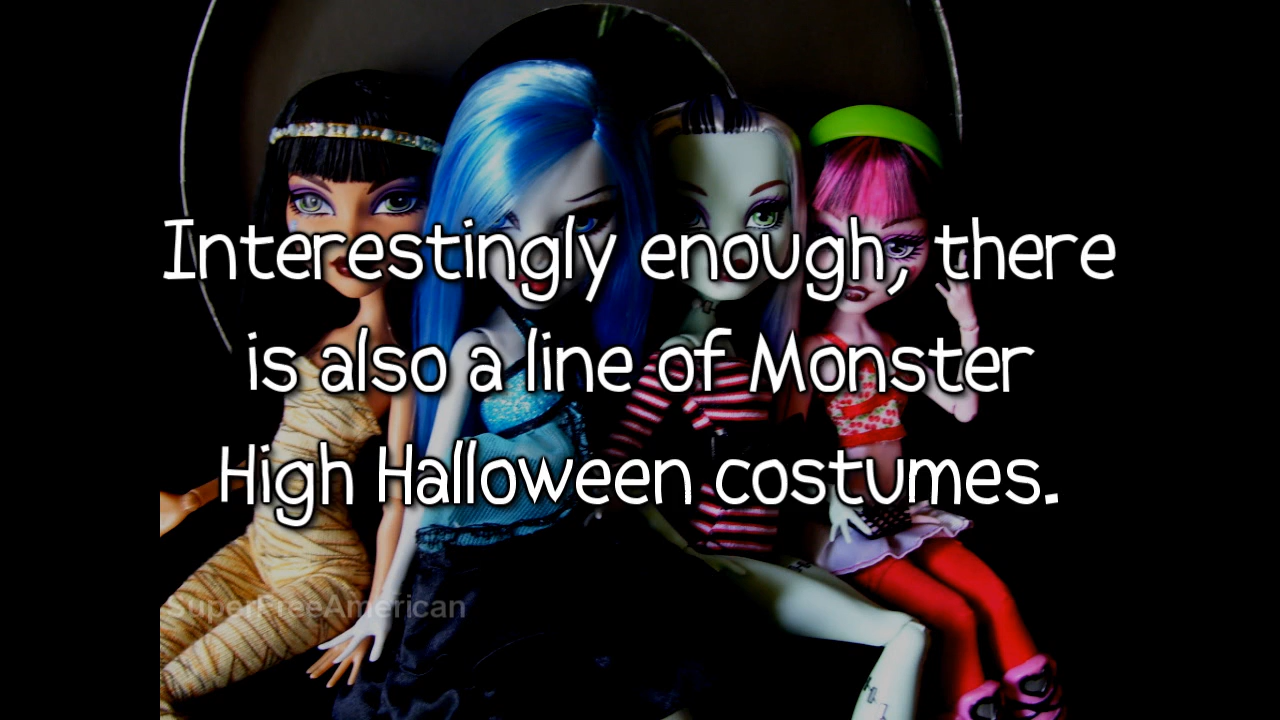 Interestingly enough, there
is also a line of Monster
High Halloween costumes.
SuperFreeAmerican